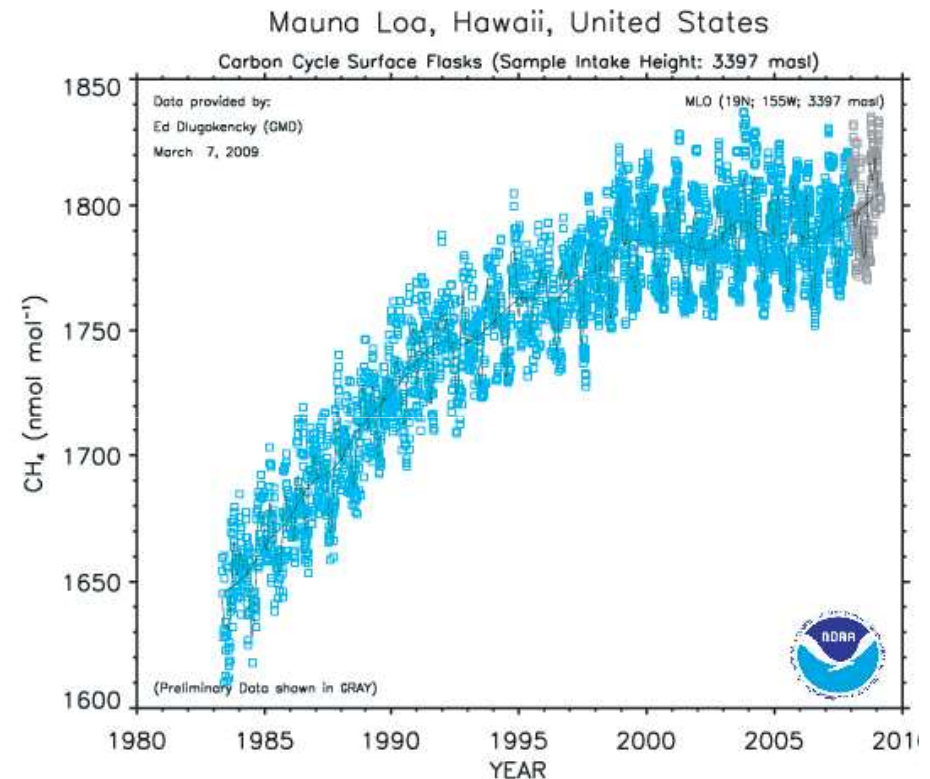 Mauna Loa, Hawaii, United States
Carbon Cycle Surface Flasks (Sample Intake Height: 3397 masl)
Data provided by:
Ed Dlugokencky (GMD)
March 7, 2009
MLO (19N; 155W; 3397 masl)
1850
1800
1750
1700
1650
1600
CH₄ (nmol mol⁻¹)
(Preliminary Data shown in GRAY)
NOAA
1980
1985
1990
1995
2000
2005
201
YEAR